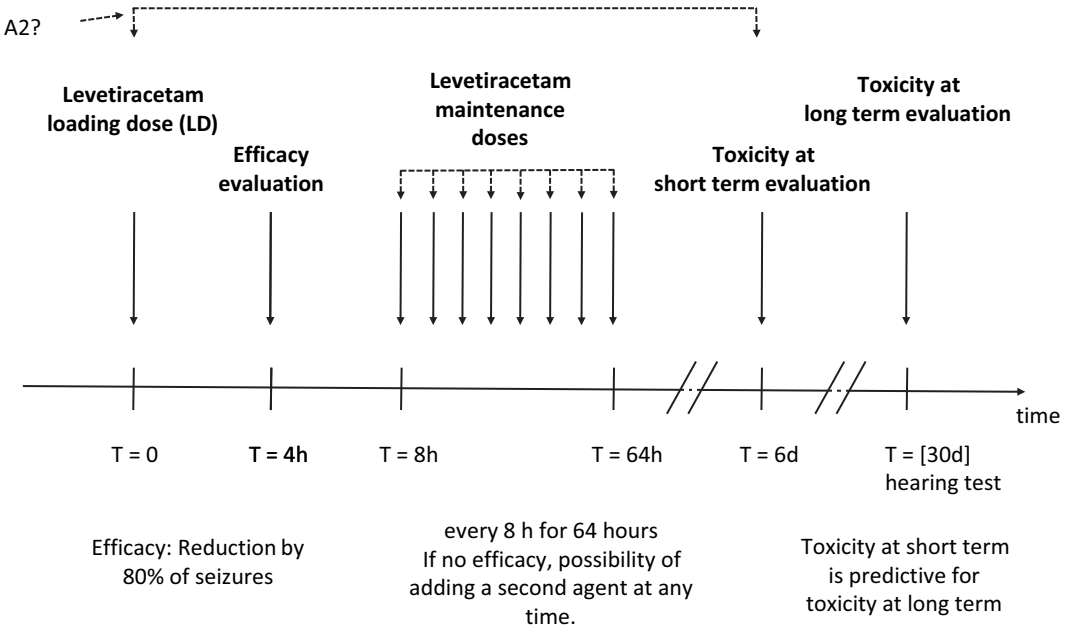 A2?
Levetiracetam
loading dose (LD)
Efficacy
evaluation
Levetiracetam
maintenance
doses
Toxicity at
short term evaluation
Toxicity at
long term evaluation
time
T = 0
T = 4h
T = 8h
T = 64h
T = 6d
T = [30d]
hearing test
Efficacy: Reduction by
80% of seizures
every 8 h for 64 hours
If no efficacy, possibility of
adding a second agent at any
time.
Toxicity at short term
is predictive for
toxicity at long term